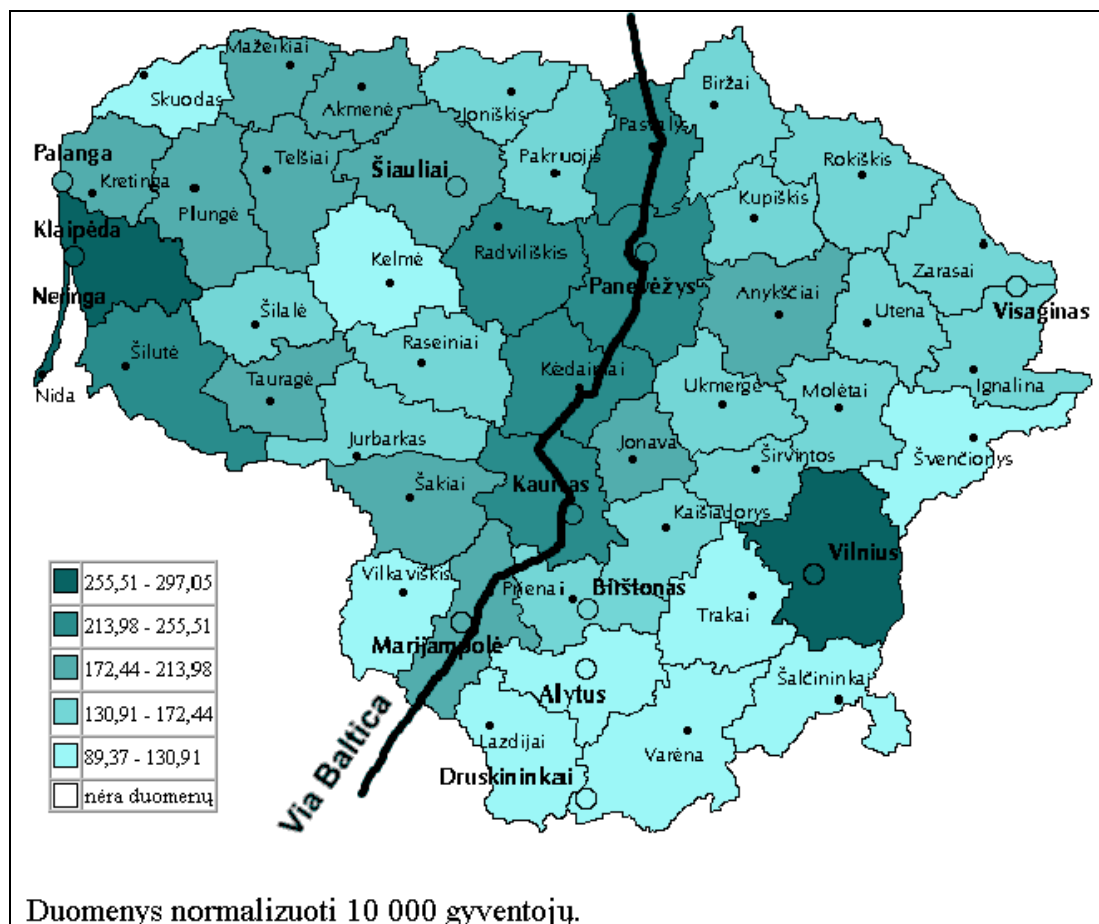 Mažeikiai
Skuodas
Akmenė
Joniškis
Biržai
Pasvalys
Palanga
Kretinga
Plungė
Telšiai
Šiauliai
Pakruojis
Rokiškis
Kupiškis
Klaipėda
Radviliškis
Kelmė
Zarasai
Neringa
Panevėžys
Anykščiai
Utena
Visaginas
Šilalė
Šilutė
Raseiniai
Kėdainiai
Ukmergė
Molėtai
Ignalina
Nida
Tauragė
Jurbarkas
Jonava
Širvintos
Švenčionys
Šakiai
Kaunas
Kaišiadorys
Vilnius
Vilkaviškis
Prienai
Birštonas
Trakai
Marijampolė
Alytus
Šalčininkai
Lazdijai
Varėna
Druskininkai
Via Baltica
255,51 - 297,05
213,98 - 255,51
172,44 - 213,98
130,91 - 172,44
89,37 - 130,91
nėra duomenų
Duomenys normalizuoti 10 000 gyventojų.